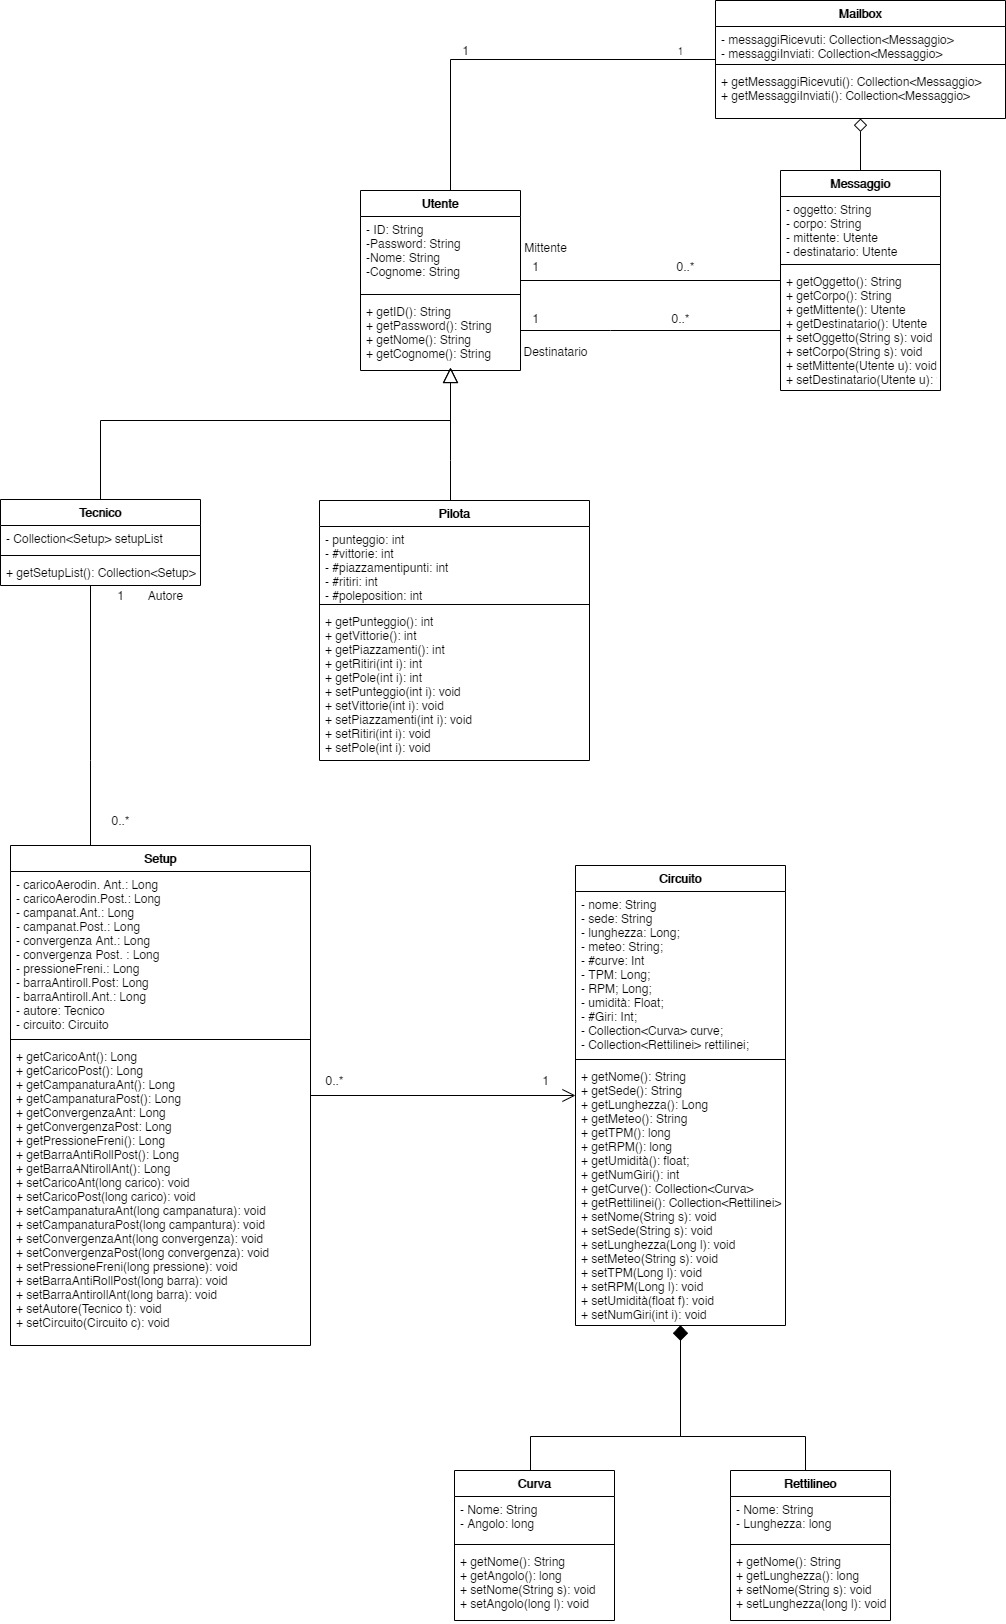 Mailbox
- messaggiRicevuti: Collection<Messaggio>
- messaggiInviati: Collection<Messaggio>
+ getMessaggiRicevuti(): Collection<Messaggio>
+ getMessaggiInviati(): Collection<Messaggio>
1
1
Messaggio
- oggetto: String
- corpo: String
- mittente: Utente
- destinatario: Utente
+ getOggetto(): String
+ getCorpo(): String
+ getMittente(): Utente
+ getDestinatario(): Utente
+ setOggetto(String s): void
+ setCorpo(String s): void
+ setMittente(Utente u): void
+ setDestinatario(Utente u):
Utente
- ID: String
-Password: String
-Nome: String
-Cognome: String
+ getID(): String
+ getPassword(): String
+ getNome(): String
+ getCognome(): String
Mittente
1
0..*
1
0..*
Destinatario
Tecnico
- Collection<Setup> setupList
+ getSetupList(): Collection<Setup>
1
Autore
0..*
Pilota
- punteggio: int
- #vittorie: int
- #piazzamentipunti: int
- #ritiri: int
- #poleposition: int
+ getPunteggio(): int
+ getVittorie(): int
+ getPiazzamenti(): int
+ getRitiri(int i): int
+ getPole(int i): int
+ setPunteggio(int i): void
+ setVittorie(int i): void
+ setPiazzamenti(int i): void
+ setRitiri(int i): void
+ setPole(int i): void
Setup
- caricoAerodin. Ant.: Long
- caricoAerodin.Post.: Long
- campanat.Ant.: Long
- campanat.Post.: Long
- convergenza Ant.: Long
- convergenza Post. : Long
- pressioneFreni.: Long
- barraAntiroll.Post: Long
- barraAntiroll.Ant.: Long
- autore: Tecnico
- circuito: Circuito
+ getCaricoAnt(): Long
+ getCaricoPost(): Long
+ getCampanaturaAnt(): Long
+ getCampanaturaPost(): Long
+ getConvergenzaAnt: Long
+ getConvergenzaPost: Long
+ getPressioneFreni(): Long
+ getBarraAntiRollPost(): Long
+ getBarraANtirollAnt(): Long
+ setCaricoAnt(long carico): void
+ setCaricoPost(long carico): void
+ setCampanaturaAnt(long campanatura): void
+ setCampanaturaPost(long campantura): void
+ setConvergenzaAnt(long convergenza): void
+ setConvergenzaPost(long convergenza): void
+ setPressioneFreni(long pressione): void
+ setBarraAntiRollPost(long barra): void
+ setBarraAntirollAnt(long barra): void
+ setAutore(Tecnico t): void
+ setCircuito(Circuito c): void
0..*
1
Circuito
- nome: String
- sede: String
- lunghezza: Long;
- meteo: String;
- #curve: Int
- TPM: Long;
- RPM; Long;
- umidità: Float;
- #Giri: Int;
- Collection<Curva> curve;
- Collection<Rettilinei> rettilinei;
+ getNome(): String
+ getSede(): String
+ getLunghezza(): Long
+ getMeteo(): String
+ getTPM(): long
+ getRPM(): long
+ getUmidità(): float;
+ getNumGiri(): int
+ getCurve(): Collection<Curva>
+ getRettilinei(): Collection<Rettilinei>
+ setNome(String s): void
+ setSede(String s): void
+ setLunghezza(Long l): void
+ setMeteo(String s): void
+ setTPM(Long l): void
+ setRPM(Long l): void
+ setUmidità(float f): void
+ setNumGiri(int i): void
Curva
- Nome: String
- Angolo: long
+ getNome(): String
+ getAngolo(): long
+ setNome(String s): void
+ setAngolo(long l): void
Rettilineo
- Nome: String
- Lunghezza: long
+ getNome(): String
+ getLunghezza(): long
+ setNome(String s): void
+ setLunghezza(long l): void